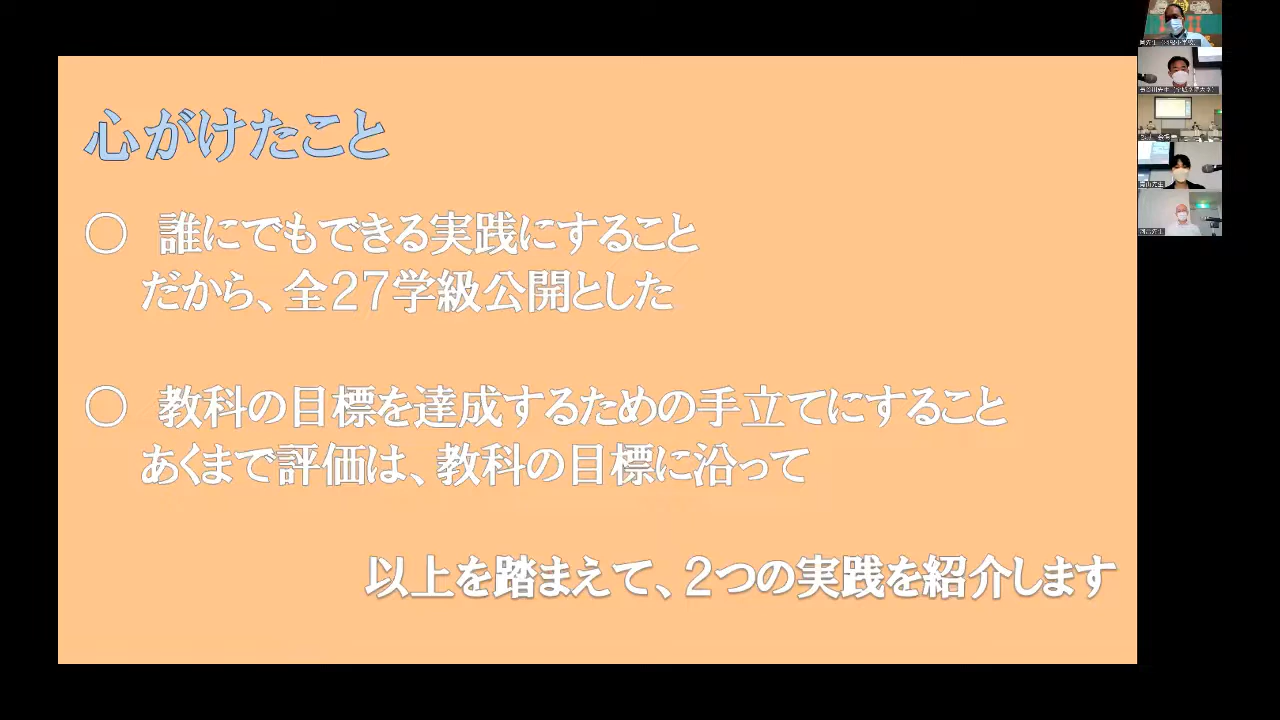 心がけたこと
○　誰にでもできる実践にすること
だから、全２７学級公開とした
○　教科の目標を達成するための手立てにすること
あくまで評価は、教科の目標に沿って
以上を踏まえて、２つの実践を紹介します